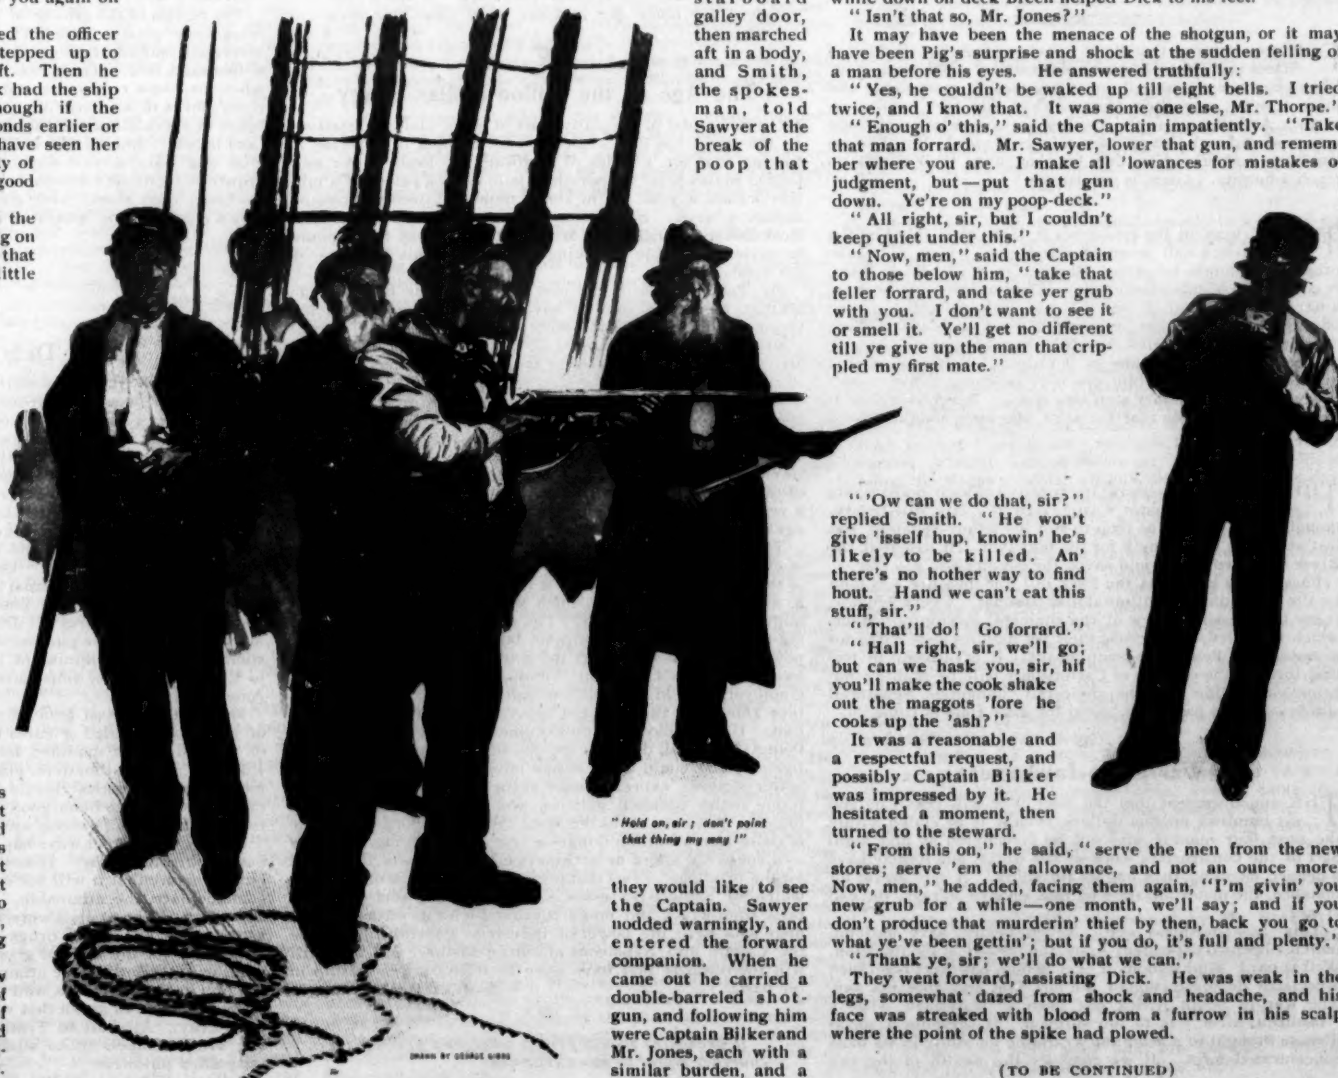 you again on
ed the officer
tepped up to
ft. Then he
k had the ship
nough if the
onds earlier or
have seen her
ly of
good
the
g on
that
little
starboard
galley door,
then marched
aft in a body,
and Smith,
the spokes-
man, told
Sawyer at the
break of the
poop that
"Hold on, sir; don't point
that thing my way!"
they would like to see
the Captain. Sawyer
nodded warningly, and
entered the forward
companion. When he
came out he carried a
double-barreled shot-
gun, and following him
were Captain Bilker and
Mr. Jones, each with a
similar burden, and a
DRAWN BY GEORGE GIBBS
while down on deck Breen helped Dick to his feet.
"Isn't that so, Mr. Jones?"
It may have been the menace of the shotgun, or it may
have been Pig's surprise and shock at the sudden felling o
a man before his eyes. He answered truthfully:
"Yes, he couldn't be waked up till eight bells. I tried
twice, and I know that. It was some one else, Mr. Thorpe."
"Enough o' this," said the Captain impatiently. "Take
that man forrard. Mr. Sawyer, lower that gun, and remem-
ber where you are. I make all 'lowances for mistakes o
judgment, but—put that gun
down. Ye're on my poop-deck."
"All right, sir, but I couldn't
keep quiet under this."
"Now, men," said the Captain
to those below him, "take that
feller forrard, and take yer grub
with you. I don't want to see it
or smell it. Ye'll get no different
till ye give up the man that crip-
pled my first mate."
"'Ow can we do that, sir?"
replied Smith. "He won't
give 'isself hup, knowin' he's
likely to be killed. An'
there's no hother way to find
hout. Hand we can't eat this
stuff, sir."
"That'll do! Go forrard."
"Hall right, sir, we'll go;
but can we hask you, sir, hif
you'll make the cook shake
out the maggots 'fore he
cooks up the 'ash?"
It was a reasonable and
a respectful request, and
possibly Captain Bilker
was impressed by it. He
hesitated a moment, then
turned to the steward.
"From this on," he said, "serve the men from the new
stores; serve 'em the allowance, and not an ounce more.
Now, men," he added, facing them again, "I'm givin' you
new grub for a while—one month, we'll say; and if you
don't produce that murderin' thief by then, back you go to
what ye've been gettin'; but if you do, it's full and plenty."
"Thank ye, sir; we'll do what we can."
They went forward, assisting Dick. He was weak in the
legs, somewhat dazed from shock and headache, and his
face was streaked with blood from a furrow in his scalp
where the point of the spike had plowed.
(TO BE CONTINUED)